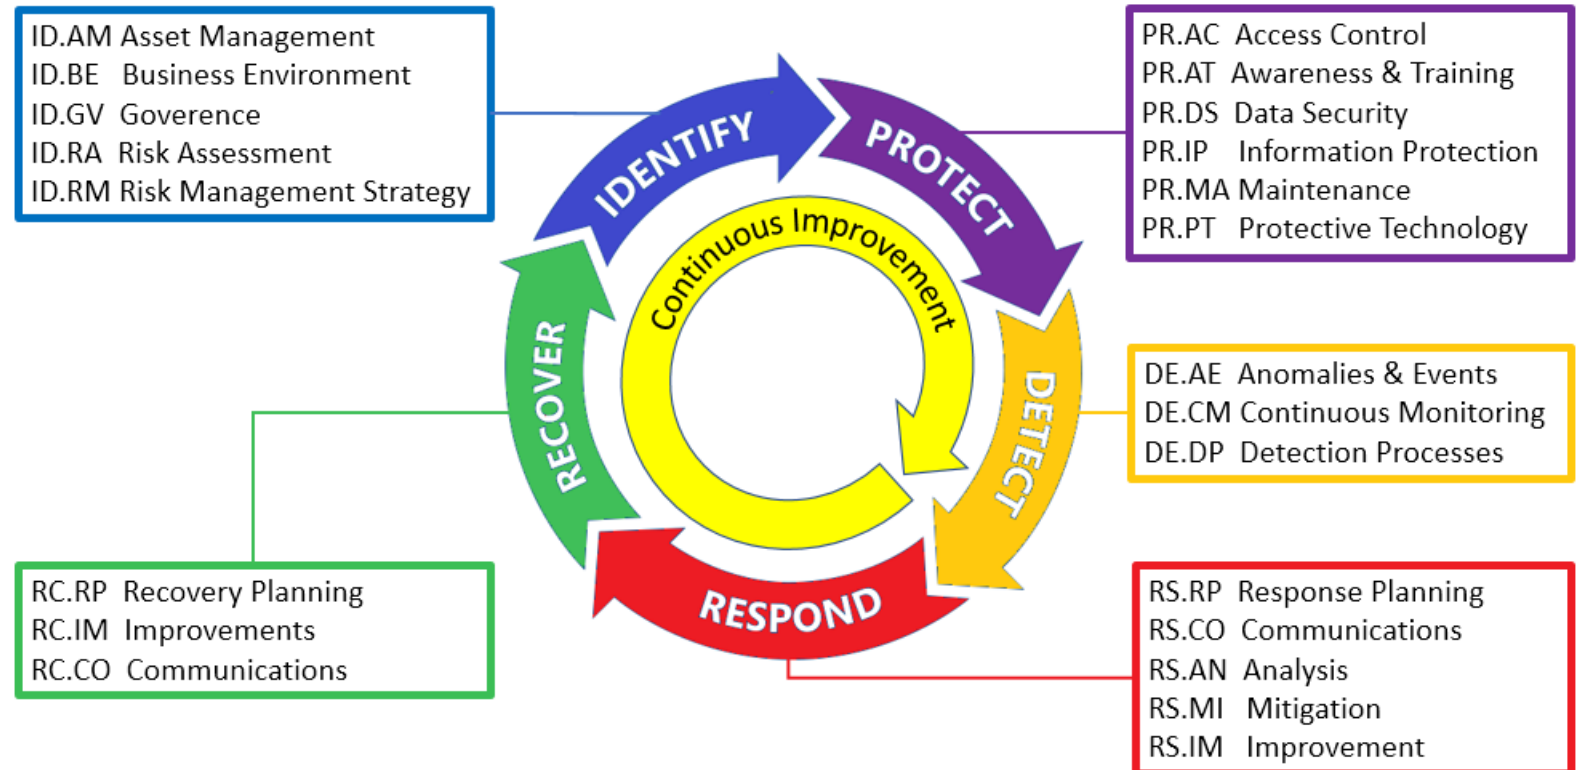 ID.AM Asset Management
ID.BE Business Environment
ID.GV Goverence
ID.RA Risk Assessment
ID.RM Risk Management Strategy
PR.AC Access Control
PR.AT Awareness & Training
PR.DS Data Security
PR.IP Information Protection
PR.MA Maintenance
PR.PT Protective Technology
IDENTIFY
PROTECT
DETECT
RESPOND
RECOVER
Continuous Improvement
DE.AE Anomalies & Events
DE.CM Continuous Monitoring
DE.DP Detection Processes
RC.RP Recovery Planning
RC.IM Improvements
RC.CO Communications
RS.RP Response Planning
RS.CO Communications
RS.AN Analysis
RS.MI Mitigation
RS.IM Improvement